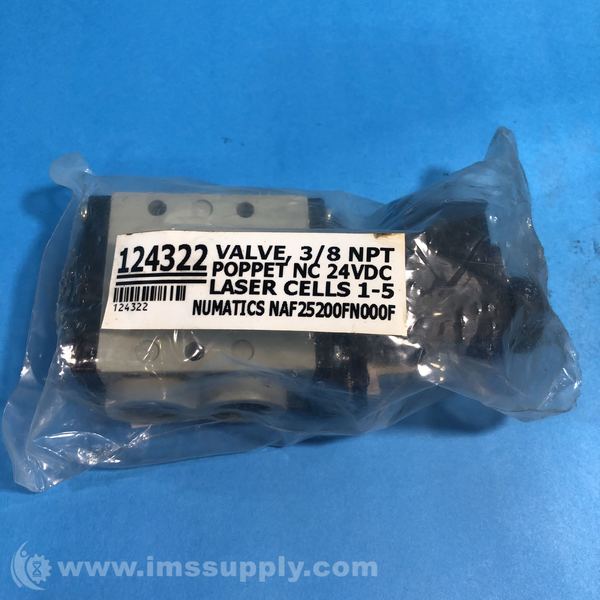 124322 VALVE, 3/8 NPT
POPPET NC 24VDC
LASER CELLS 1-5
124322 NUMATICS NAF25200FN000F
www.imssupply.com